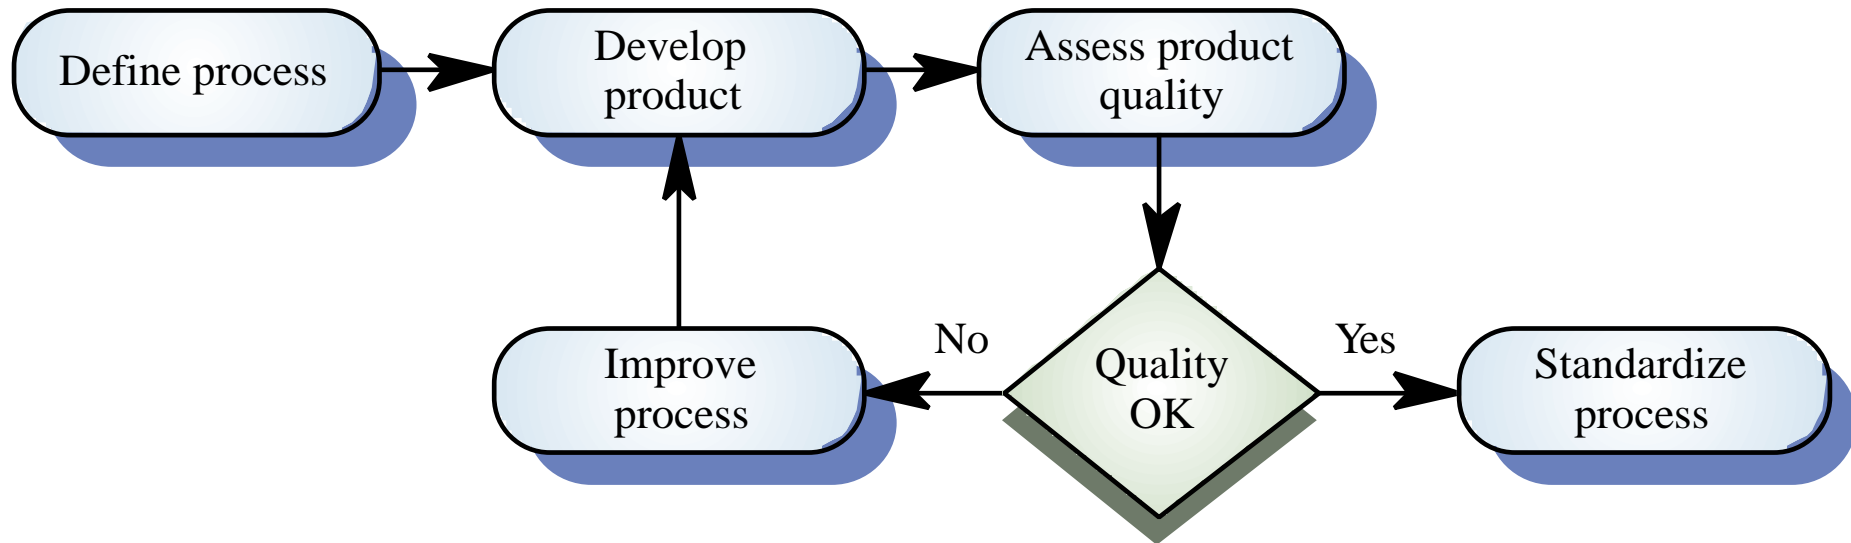 Define process
Develop
product
Assess product
quality
Improve
process
No
Quality
OK
Yes
Standardize
process